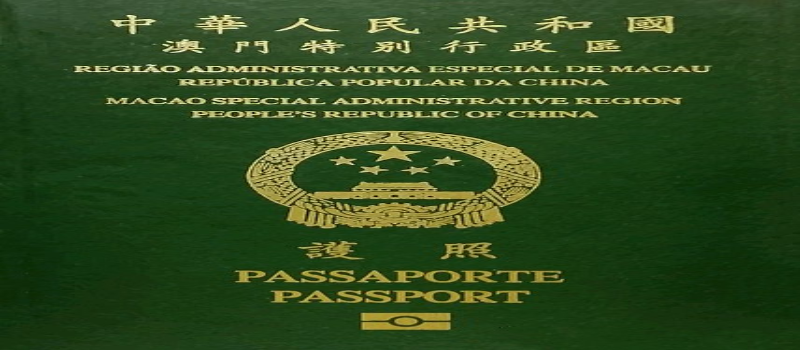 中華人民共和國
澳門特別行政區
REGIÃO ADMINISTRATIVA ESPECIAL DE MACAU
REPÚBLICA POPULAR DA CHINA
MACAO SPECIAL ADMINISTRATIVE REGION
PEOPLE'S REPUBLIC OF CHINA
護照
PASSAPORTE
PASSPORT